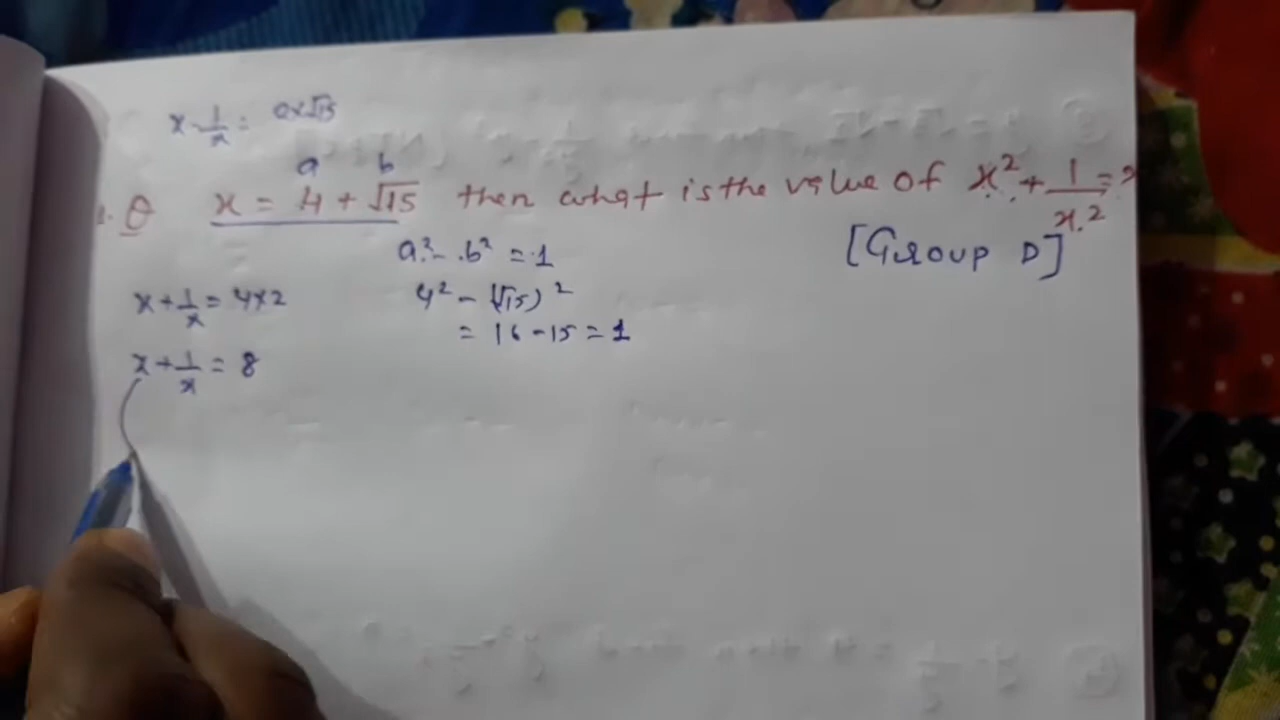 x - 1/x = 2×√15
a b
Q x = 4 + √15 then what is the value of x² + 1/x² = ?
[Group D]
a² - b² = 1
x + 1/x = 4×2
4² - (√15)²
= 16 - 15 = 1
x + 1/x = 8